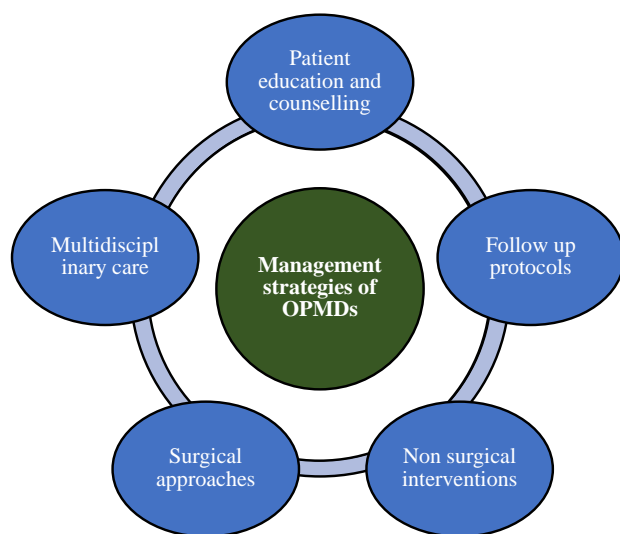 Patient
education and
counselling
Multidiscipl
inary care
Follow up
protocols
Management
strategies of
OPMDs
Surgical
approaches
Non surgical
interventions